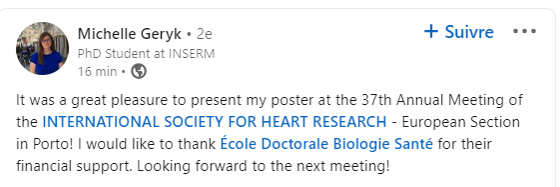 Michelle Geryk • 2e
+ Suivre
PhD Student at INSERM
16 min •
It was a great pleasure to present my poster at the 37th Annual Meeting of
the INTERNATIONAL SOCIETY FOR HEART RESEARCH - European Section
in Porto! I would like to thank École Doctorale Biologie Santé for their
financial support. Looking forward to the next meeting!